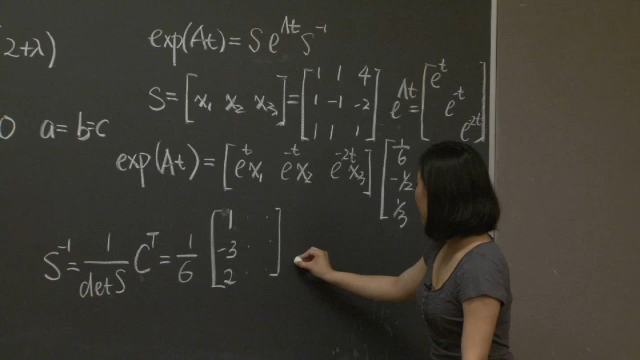 2+λ)
exp(At) = S e^{Λt} S^{-1}
S = [x₁ x₂ x₃] = [1 1 4
1 -1 -2
1 1 1]
e^{Λt} = [e^t
e^{-t}
e^{2t}]
0 a=b=c
exp(At) = [e^t x₁ e^{-t} x₂ e^{-2t} x₃] [1/6
-1/2
1/3]
S^{-1} = 1/detS C^T = 1/6 [1 . .
-3 . .
2 . .]